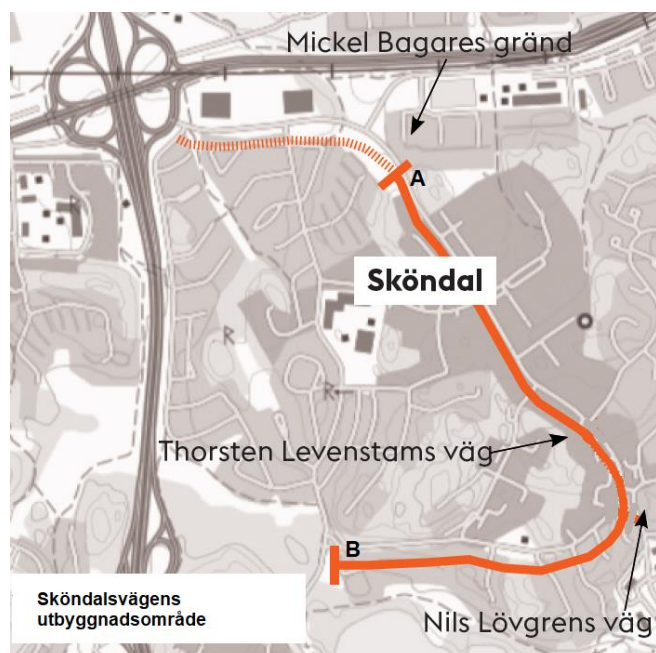 Mickel Bagares gränd
A
Sköndal
Thorsten Levenstams väg
B
Sköndalsvägens
utbyggnadsområde
Nils Lövgrens väg